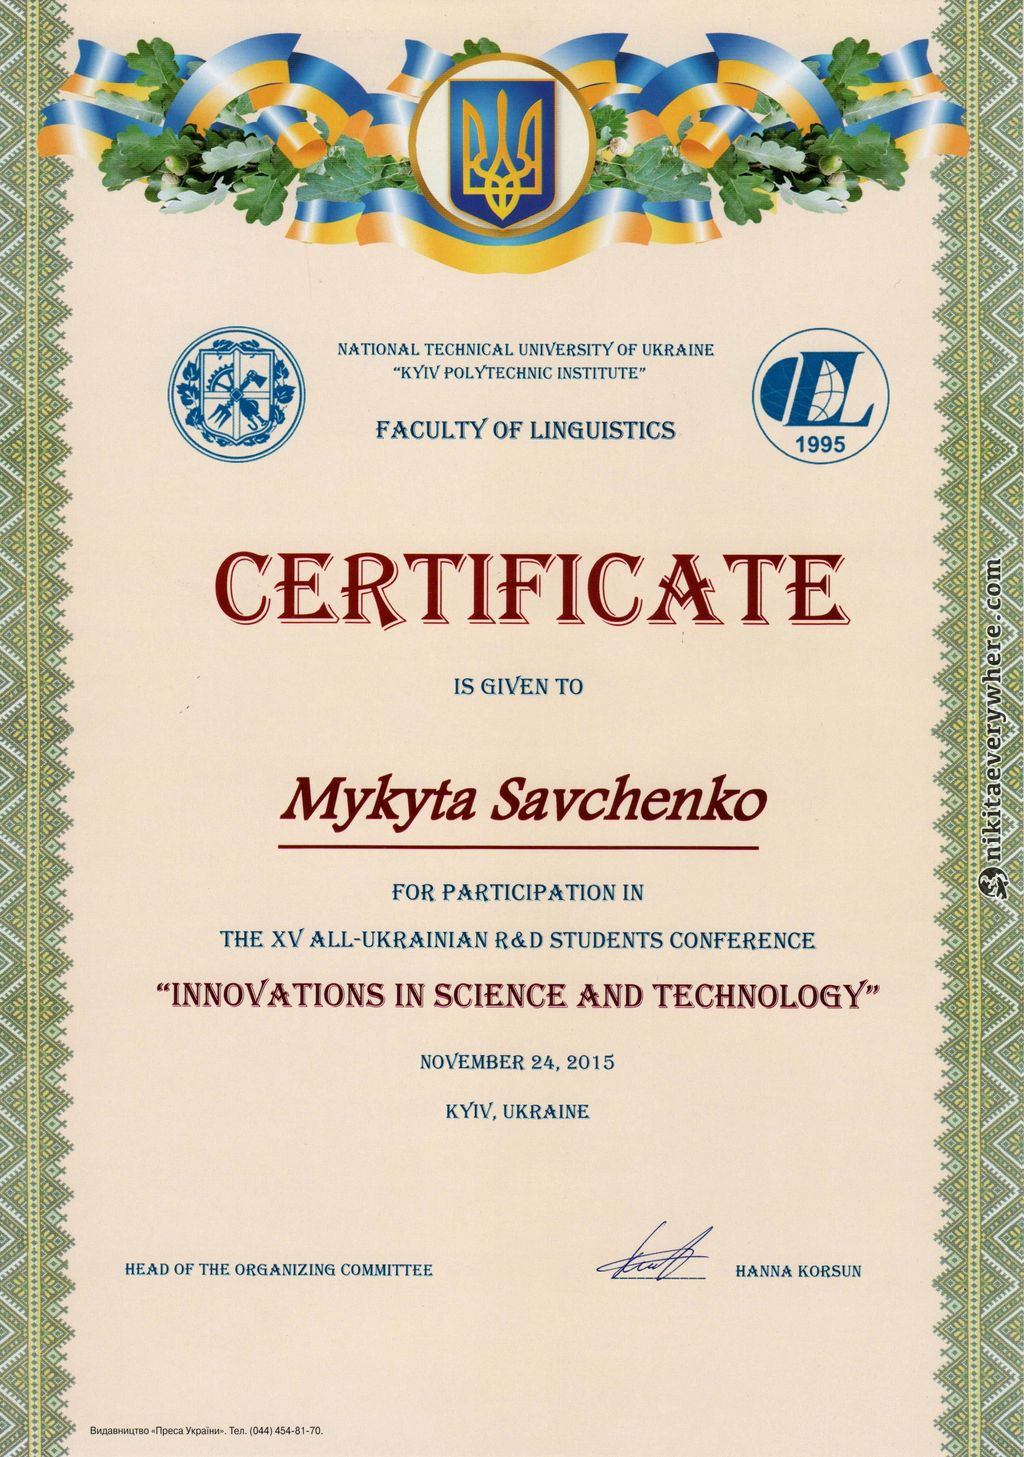 NATIONAL TECHNICAL UNIVERSITY OF UKRAINE
“KYIV POLYTECHNIC INSTITUTE”
FACULTY OF LINGUISTICS
1995
CERTIFICATE
IS GIVEN TO
Mykyta Savchenko
FOR PARTICIPATION IN
THE XV ALL-UKRAINIAN R&D STUDENTS CONFERENCE
“INNOVATIONS IN SCIENCE AND TECHNOLOGY”
NOVEMBER 24, 2015
KYIV, UKRAINE
HEAD OF THE ORGANIZING COMMITTEE
HANNA KORSUN
Видавництво «Преса України». Тел. (044) 454-81-70.
nikitaeverywhere.com